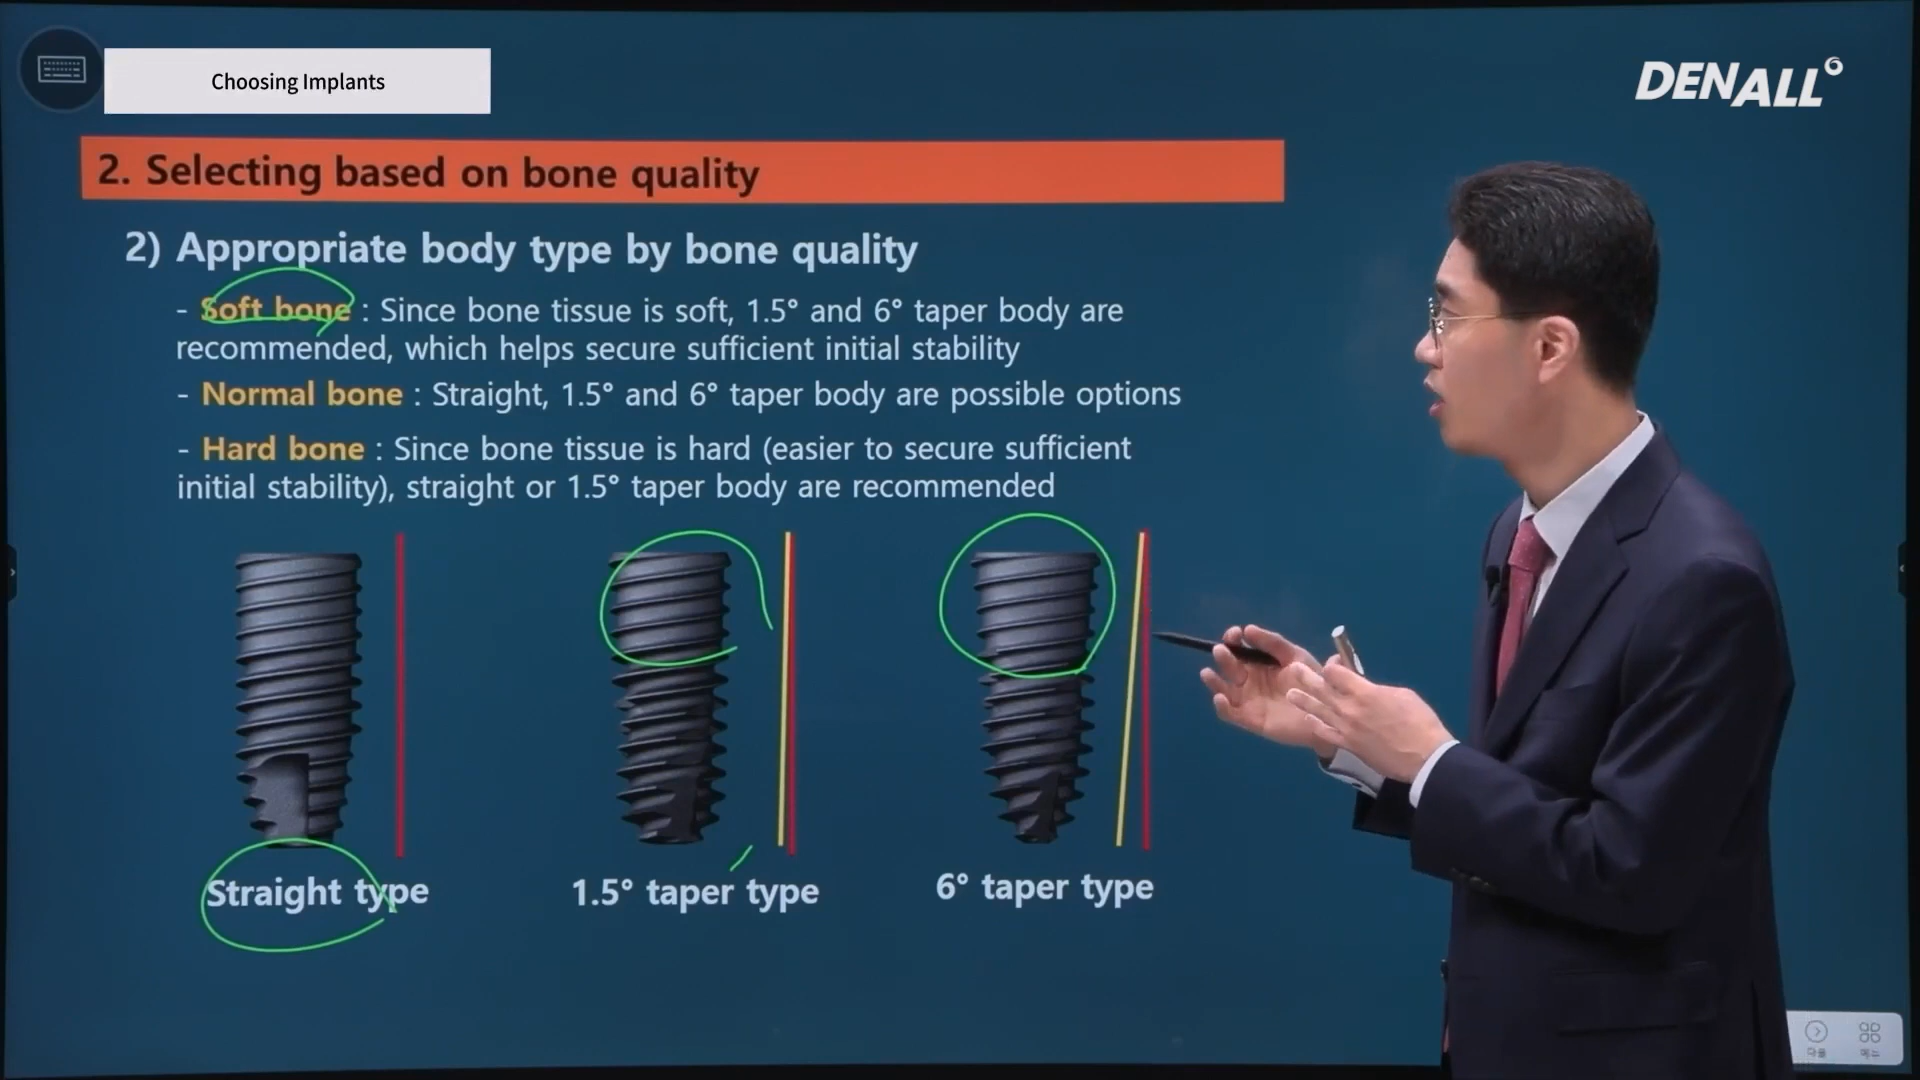 Choosing Implants
DENALL
2. Selecting based on bone quality
2) Appropriate body type by bone quality
- Soft bone : Since bone tissue is soft, 1.5° and 6° taper body are
recommended, which helps secure sufficient initial stability
- Normal bone : Straight, 1.5° and 6° taper body are possible options
- Hard bone : Since bone tissue is hard (easier to secure sufficient
initial stability), straight or 1.5° taper body are recommended
Straight type
1.5° taper type
6° taper type
다음
메뉴